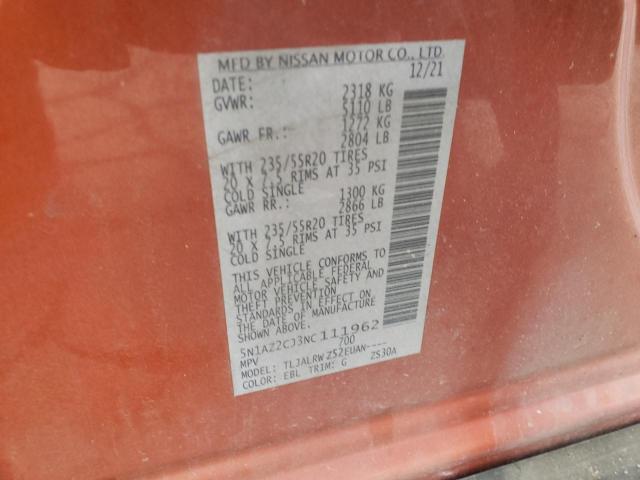 MFD BY NISSAN MOTOR CO., LTD.
DATE: 12/21
GVWR: 2318 KG
5110 LB
GAWR FR.: 1272 KG
2804 LB
WITH 235/55R20 TIRES
20 X 7.5 RIMS AT 35 PSI
COLD SINGLE
GAWR RR.: 1300 KG
2866 LB
WITH 235/55R20 TIRES
20 X 7.5 RIMS AT 35 PSI
COLD SINGLE
THIS VEHICLE CONFORMS TO
ALL APPLICABLE FEDERAL
MOTOR VEHICLE SAFETY AND
THEFT PREVENTION
STANDARDS IN EFFECT ON
THE DATE OF MANUFACTURE
SHOWN ABOVE.
5N1AZ2CJ3NC111962
MPV 700
MODEL: TLJALRWZ52EUAN----
COLOR: EBL TRIM: G ZS30A